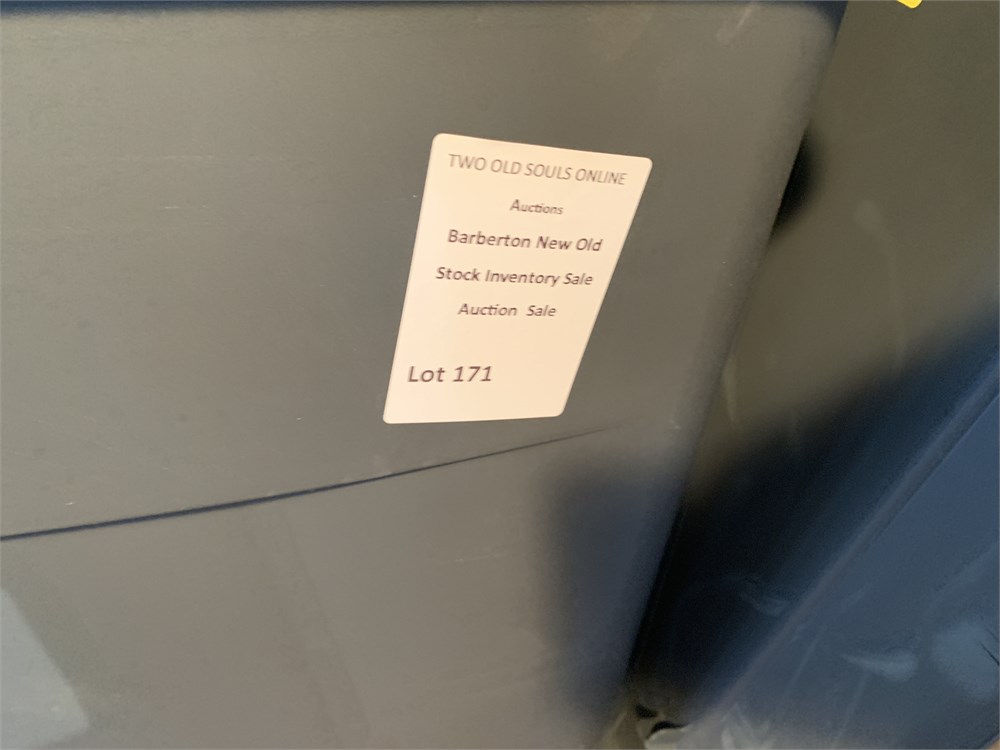 TWO OLD SOULS ONLINE
Auctions
Barberton New Old
Stock Inventory Sale
Auction Sale
Lot 171